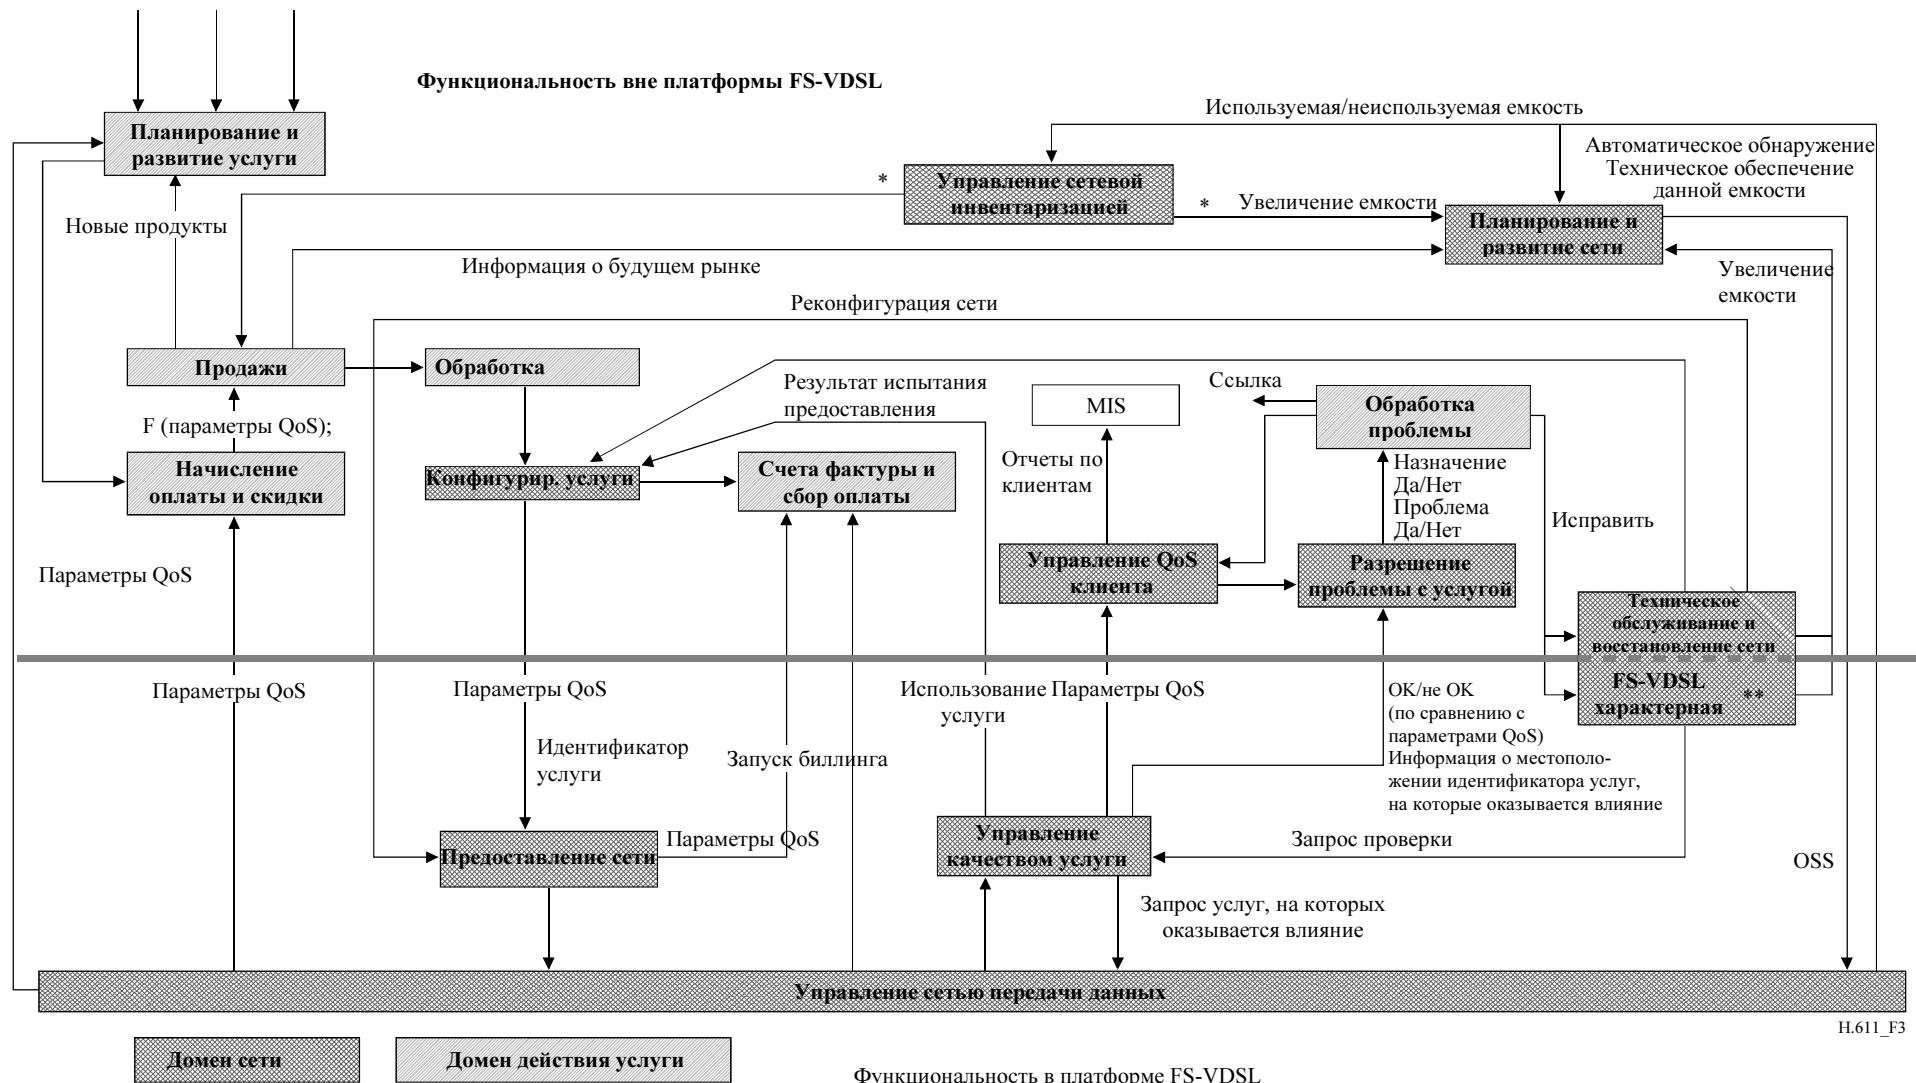 Функциональность вне платформы FS-VDSL
Используемая/неиспользуемая емкость
Планирование и
развитие услуги
Автоматическое обнаружение
Техническое обеспечение
данной емкости
*
Управление сетевой
инвентаризацией
* Увеличение емкости
Планирование и
развитие сети
Новые продукты
Информация о будущем рынке
Увеличение
емкости
Реконфигурация сети
Продажи
Обработка
Результат испытания
предоставления
Ссылка
MIS
Обработка
проблемы
F (параметры QoS);
Начисление
оплаты и скидки
Конфигурир. услуги
Счета фактуры и
сбор оплаты
Отчеты по
клиентам
Назначение
Да/Нет
Проблема
Да/Нет
Исправить
Параметры QoS
Управление QoS
клиента
Разрешение
проблемы с услугой
Техническое
обслуживание и
восстановление сети
FS-VDSL
характерная **
Параметры QoS
Параметры QoS
Использование
услуги
Параметры QoS
OK/не OK
(по сравнению с
параметрами QoS)
Информация о местополо-
жении идентификатора услуг,
на которые оказывается влияние
Идентификатор
услуги
Запуск биллинга
Предоставление сети
Параметры QoS
Управление
качеством услуги
Запрос проверки
OSS
Запрос услуг, на которых
оказывается влияние
Управление сетью передачи данных
H.611_F3
Домен сети
Домен действия услуги
Функциональность в платформе FS-VDSL